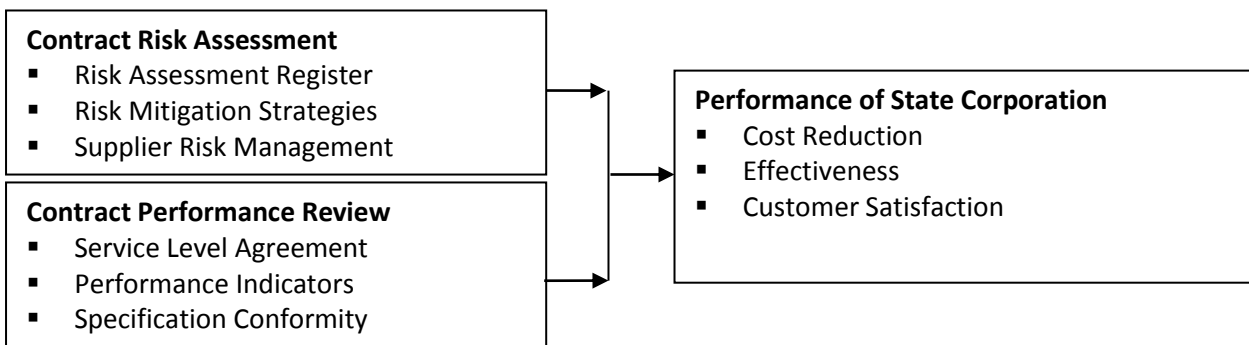 Contract Risk Assessment
▪ Risk Assessment Register
▪ Risk Mitigation Strategies
▪ Supplier Risk Management
Contract Performance Review
▪ Service Level Agreement
▪ Performance Indicators
▪ Specification Conformity
Performance of State Corporation
▪ Cost Reduction
▪ Effectiveness
▪ Customer Satisfaction